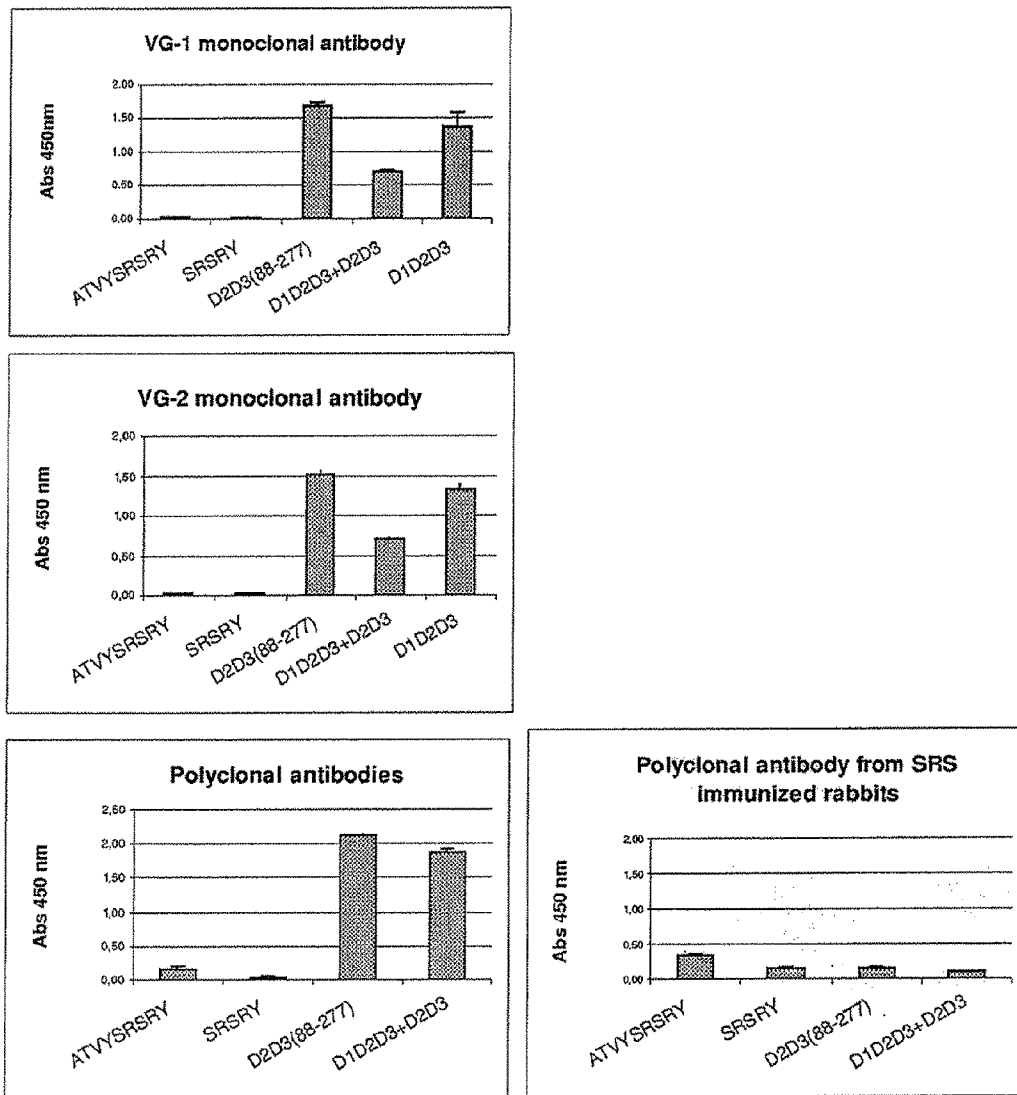 VG-1 monoclonal antibody
Abs 450nm
2,00
1,50
1,00
0,50
0,00
ATVYSRSRY
SRSRY
D2D3(88-277)
D1D2D3+D2D3
D1D2D3
VG-2 monoclonal antibody
Abs 450 nm
2,00
1,50
1,00
0,50
0,00
ATVYSRSRY
SRSRY
D2D3(88-277)
D1D2D3+D2D3
D1D2D3
Polyclonal antibodies
Abs 450 nm
2,50
2,00
1,50
1,00
0,50
0,00
ATVYSRSRY
SRSRY
D2D3(88-277)
D1D2D3+D2D3
Polyclonal antibody from SRS
immunized rabbits
Abs 450 nm
2,00
1,50
1,00
0,50
0,00
ATVYSRSRY
SRSRY
D2D3(88-277)
D1D2D3+D2D3